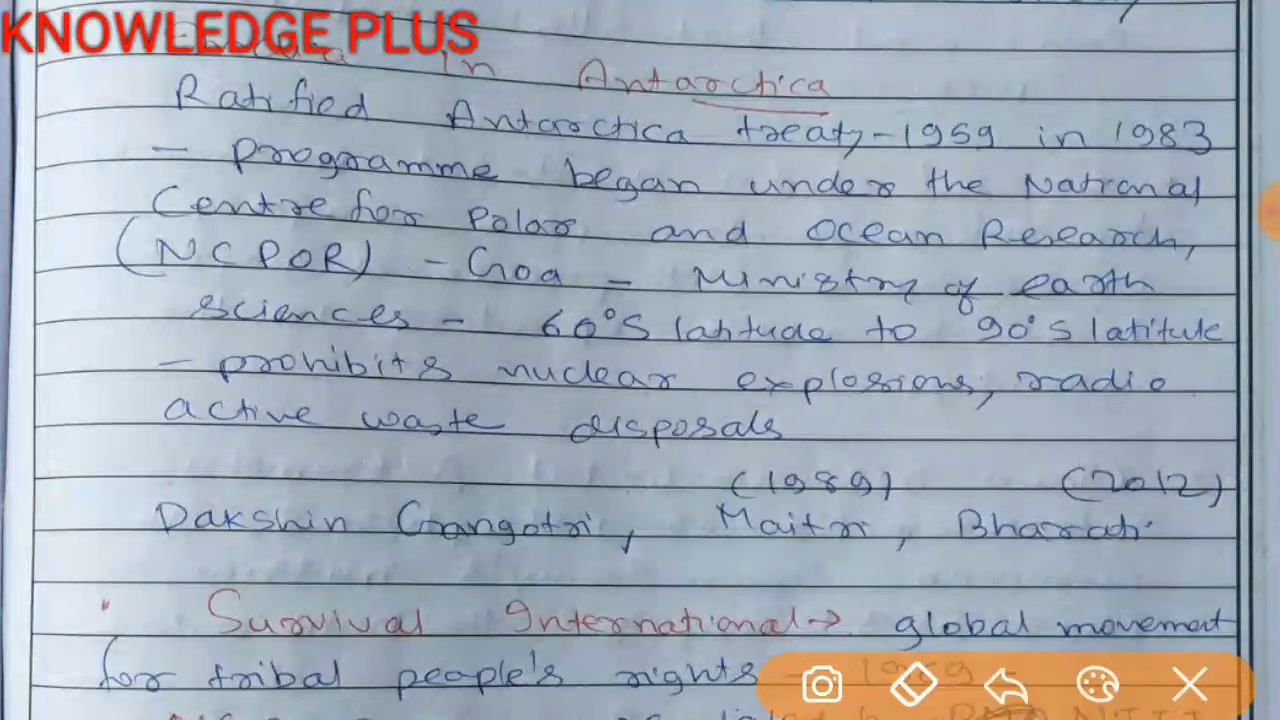 KNOWLEDGE PLUS
in Antarctica
Ratified Antarctica treaty-1959 in 1983
- programme began under the National
Centre for Polar and Ocean Research,
(NCPOR) - Goa - Ministry of earth
sciences - 60°S latitude to 90°S latitute
- prohibits nuclear explosions, radio
active waste disposals
(1989) (2012)
Dakshin Gangotri, Maitri, Bharati
Survival International → global movement
for tribal people's rights - 1969